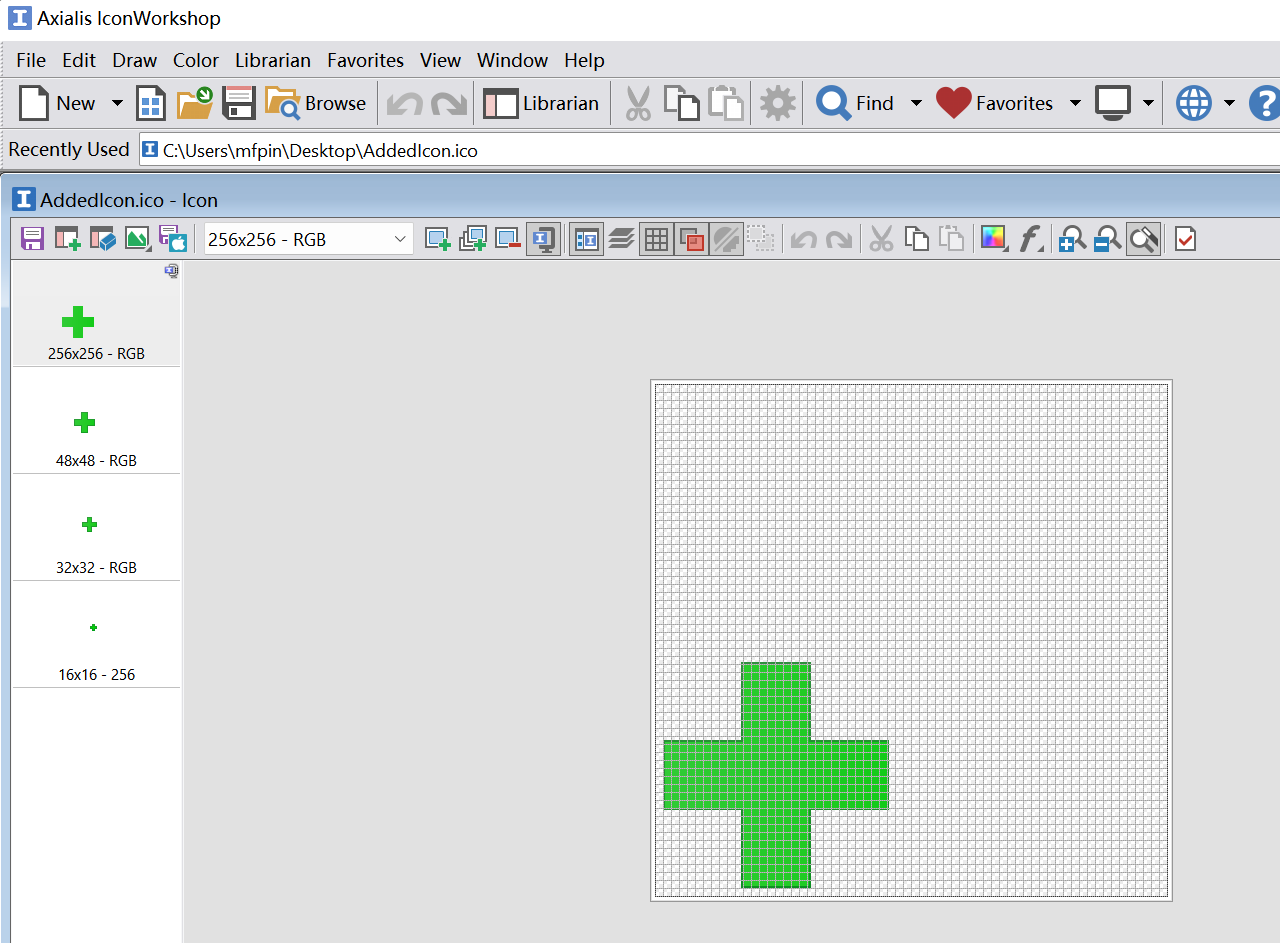 Axialis IconWorkshop
File Edit Draw Color Librarian Favorites View Window Help
New Browse Librarian Find Favorites
Recently Used C:\Users\mfpin\Desktop\AddedIcon.ico
AddedIcon.ico - Icon
256x256 - RGB
256x256 - RGB
48x48 - RGB
32x32 - RGB
16x16 - 256